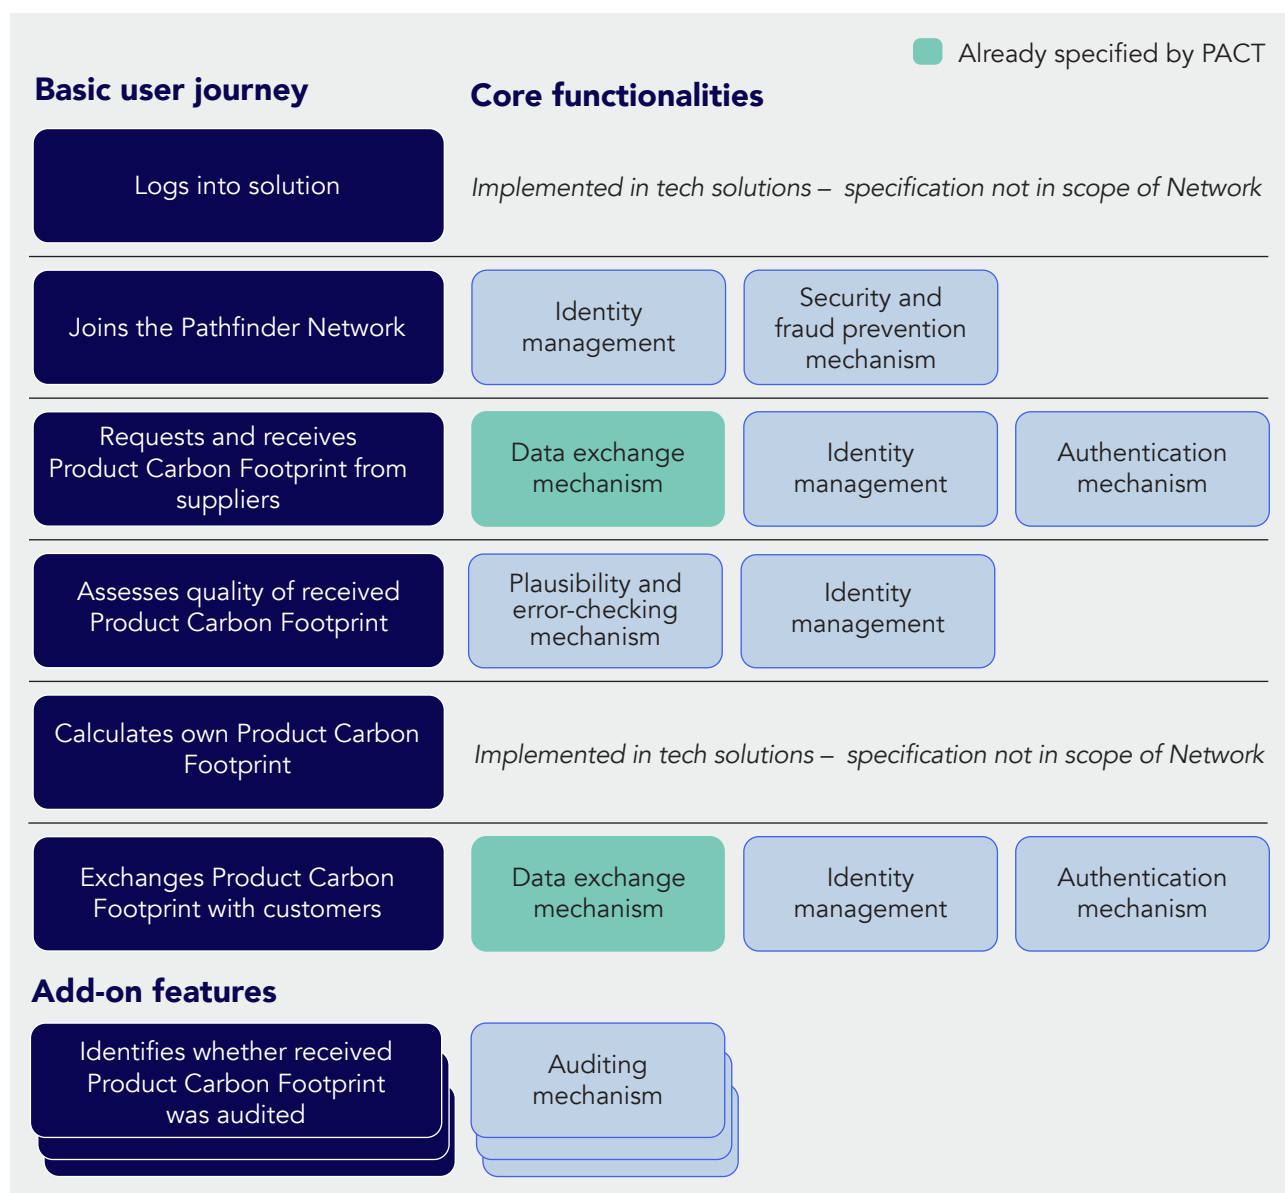 Already specified by PACT
Basic user journey
Core functionalities
Logs into solution
Implemented in tech solutions – specification not in scope of Network
Joins the Pathfinder Network
Identity
management
Security and
fraud prevention
mechanism
Requests and receives
Product Carbon Footprint from
suppliers
Data exchange
mechanism
Identity
management
Authentication
mechanism
Assesses quality of received
Product Carbon Footprint
Plausibility and
error-checking
mechanism
Identity
management
Calculates own Product Carbon
Footprint
Implemented in tech solutions – specification not in scope of Network
Exchanges Product Carbon
Footprint with customers
Data exchange
mechanism
Identity
management
Authentication
mechanism
Add-on features
Identifies whether received
Product Carbon Footprint
was audited
Auditing
mechanism